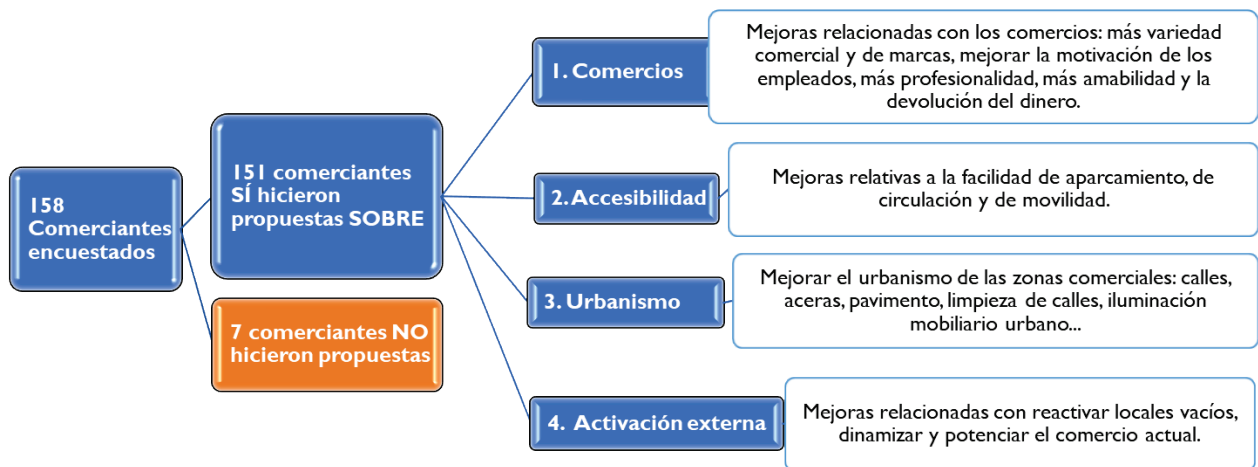 158
Comerciantes
encuestados
151 comerciantes
SÍ hicieron
propuestas SOBRE
7 comerciantes NO
hicieron propuestas
1. Comercios
Mejoras relacionadas con los comercios: más variedad
comercial y de marcas, mejorar la motivación de los
empleados, más profesionalidad, más amabilidad y la
devolución del dinero.
2. Accesibilidad
Mejoras relativas a la facilidad de aparcamiento, de
circulación y de movilidad.
3. Urbanismo
Mejorar el urbanismo de las zonas comerciales: calles,
aceras, pavimento, limpieza de calles, iluminación
mobiliario urbano...
4. Activación externa
Mejoras relacionadas con reactivar locales vacíos,
dinamizar y potenciar el comercio actual.